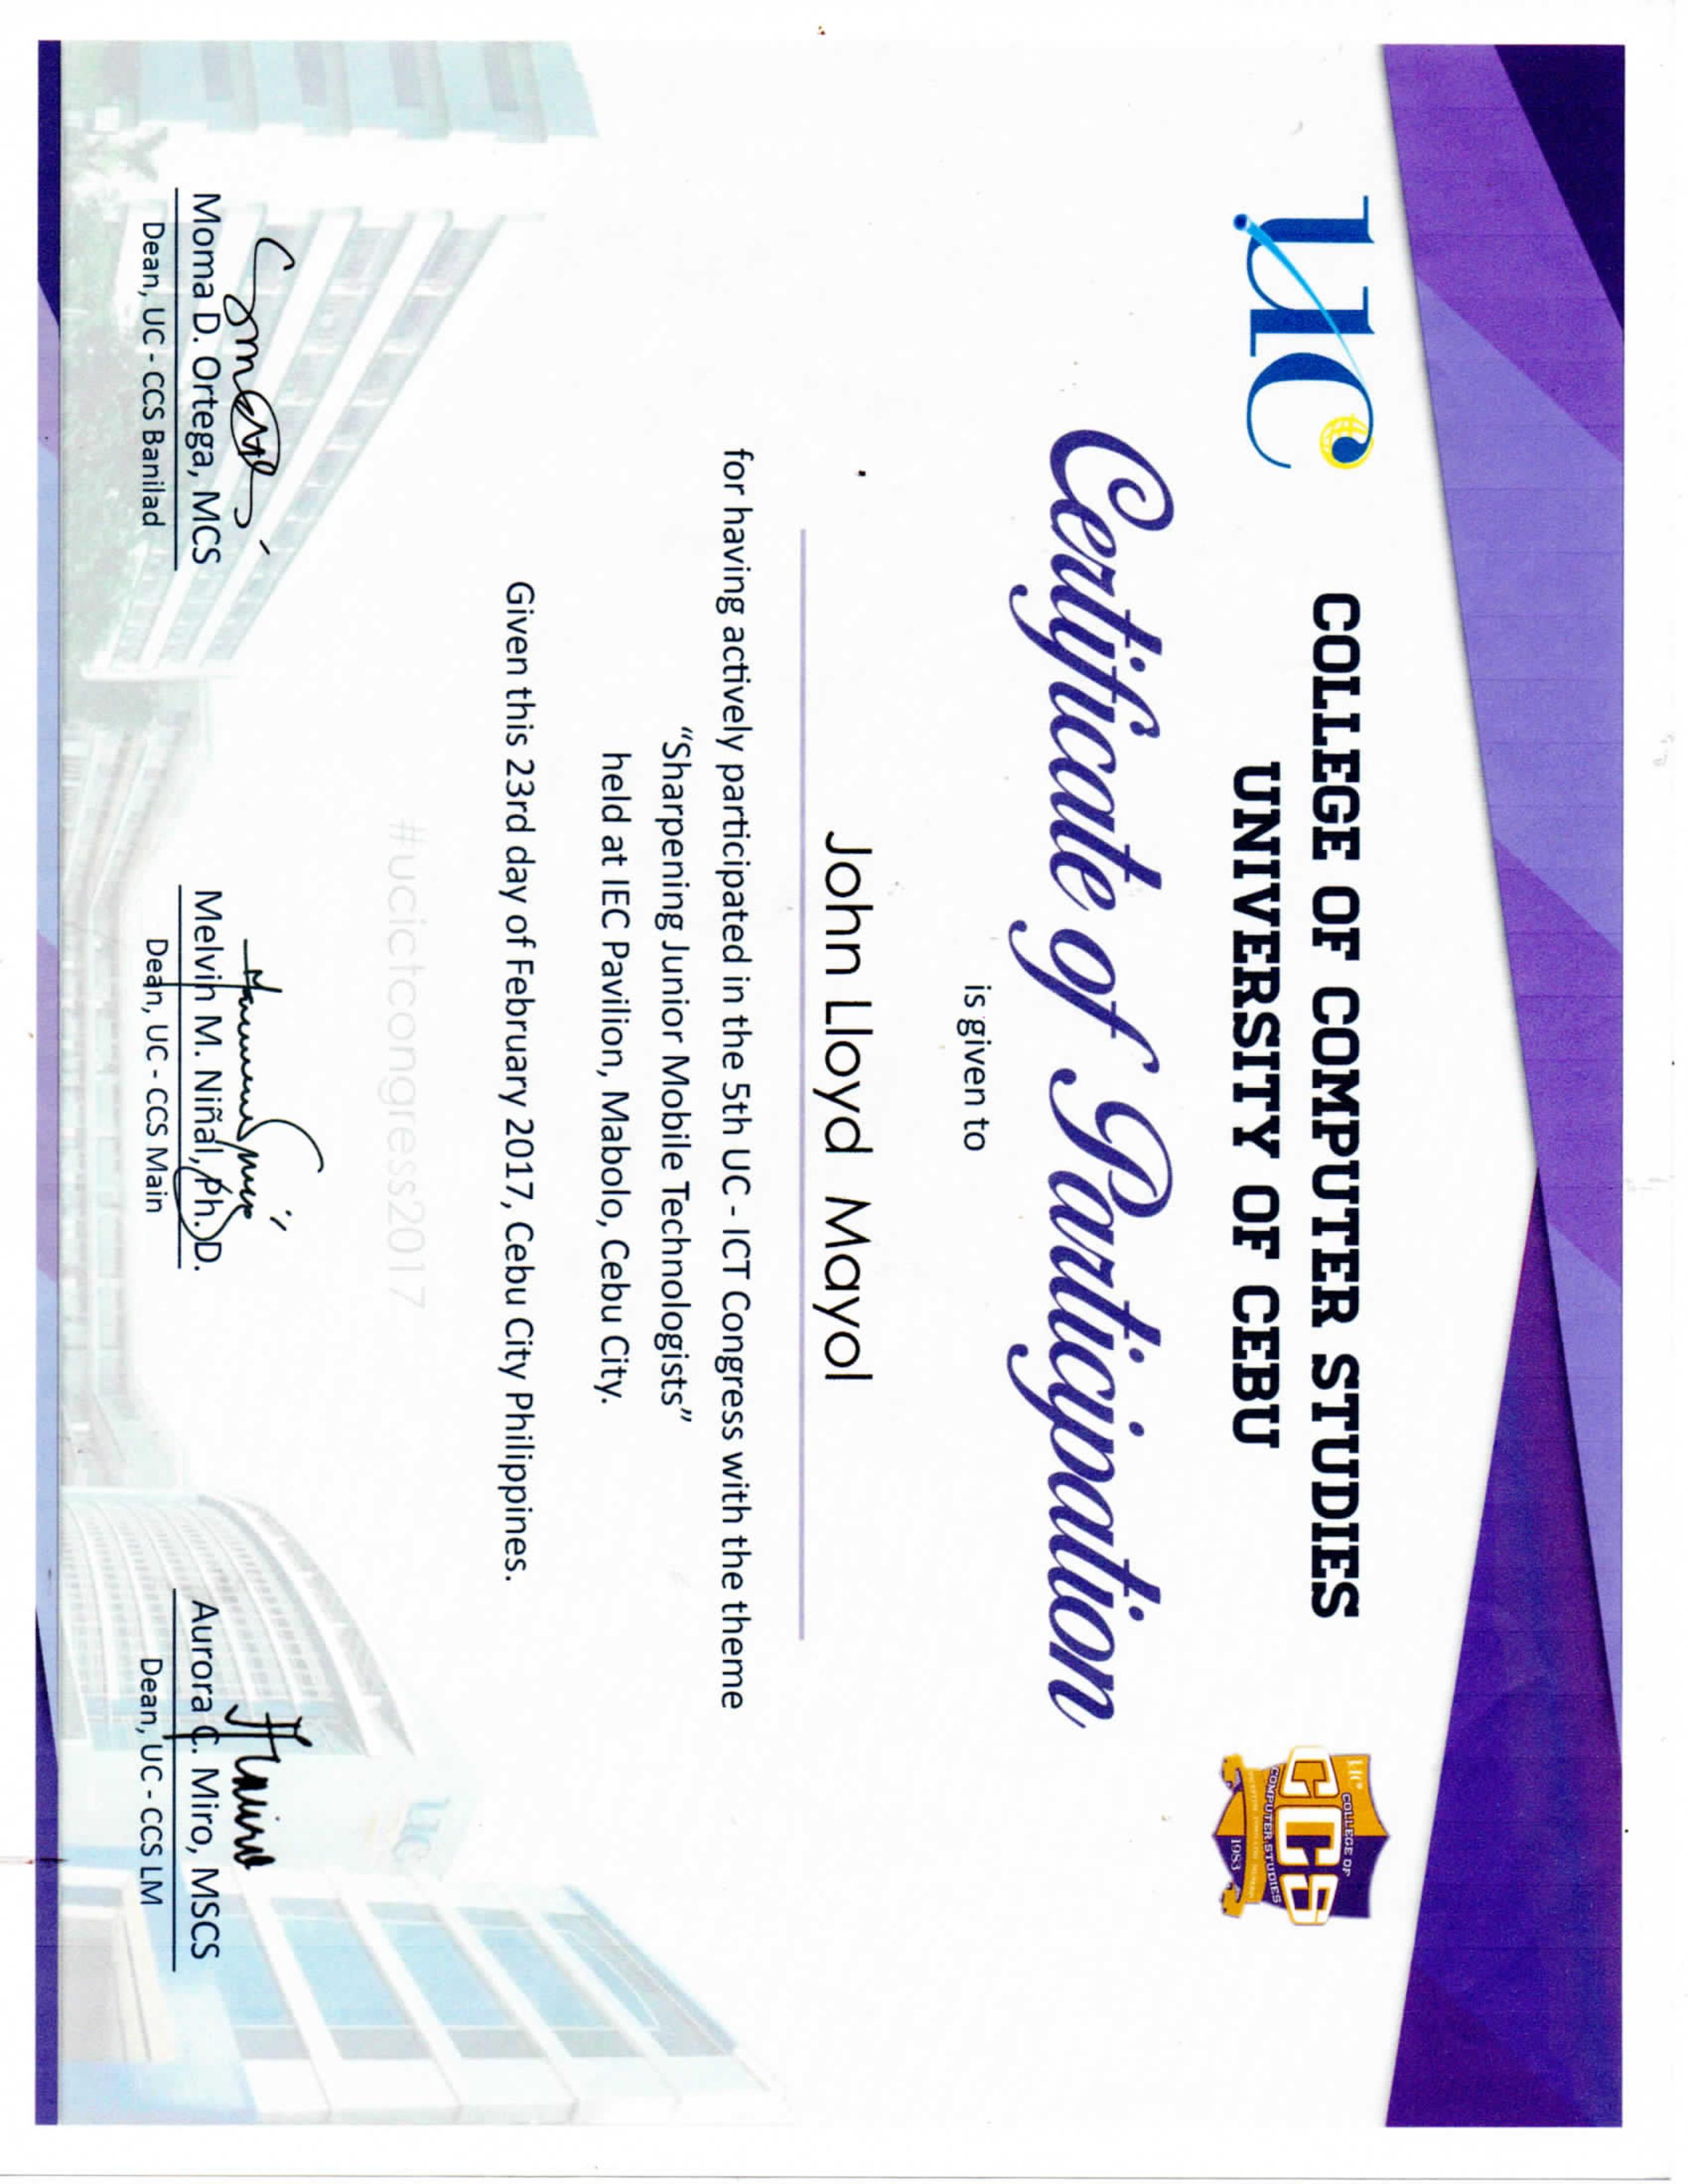 UC
COLLEGE OF COMPUTER STUDIES
UNIVERSITY OF CEBU
UC
COLLEGE OF
CCS
COMPUTER STUDIES
1983
Certificate of Participation
is given to
John Lloyd Mayol
for having actively participated in the 5th UC - ICT Congress with the theme
“Sharpening Junior Mobile Technologists”
held at IEC Pavilion, Mabolo, Cebu City.
Given this 23rd day of February 2017, Cebu City Philippines.
UC
#ucictcongress2017
Moma D. Ortega, MCS
Dean, UC - CCS Banilad
Melvin M. Niñal, Ph.D.
Dean, UC - CCS Main
Aurora C. Miro, MSCS
Dean, UC - CCS LM